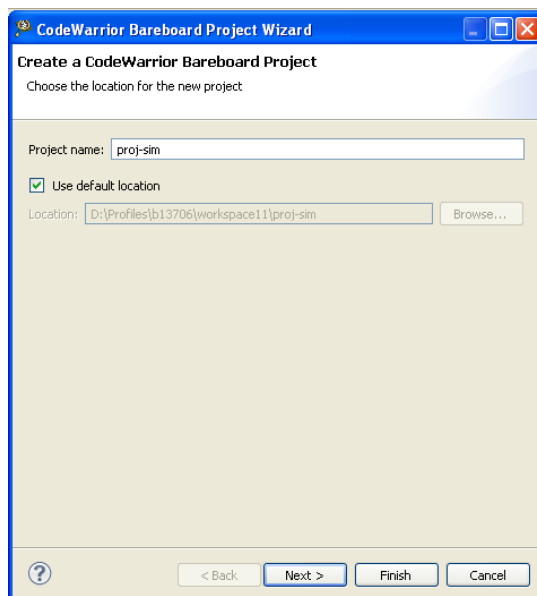 CodeWarrior Bareboard Project Wizard
Create a CodeWarrior Bareboard Project
Choose the location for the new project
Project name: proj-sim
Use default location
Location: D:\Profiles\b13706\workspace11\proj-sim Browse...
? < Back Next > Finish Cancel